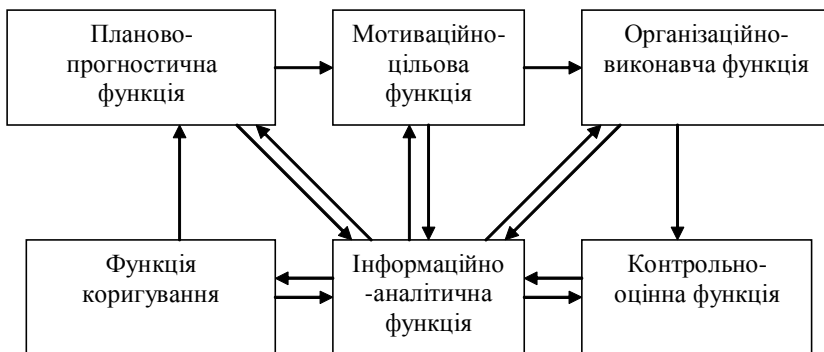 Планово-
прогностична
функція
Мотиваційно-
цільова
функція
Організаційно-
виконавча функція
Функція
коригування
Інформаційно
-аналітична
функція
Контрольно-
оцінна функція